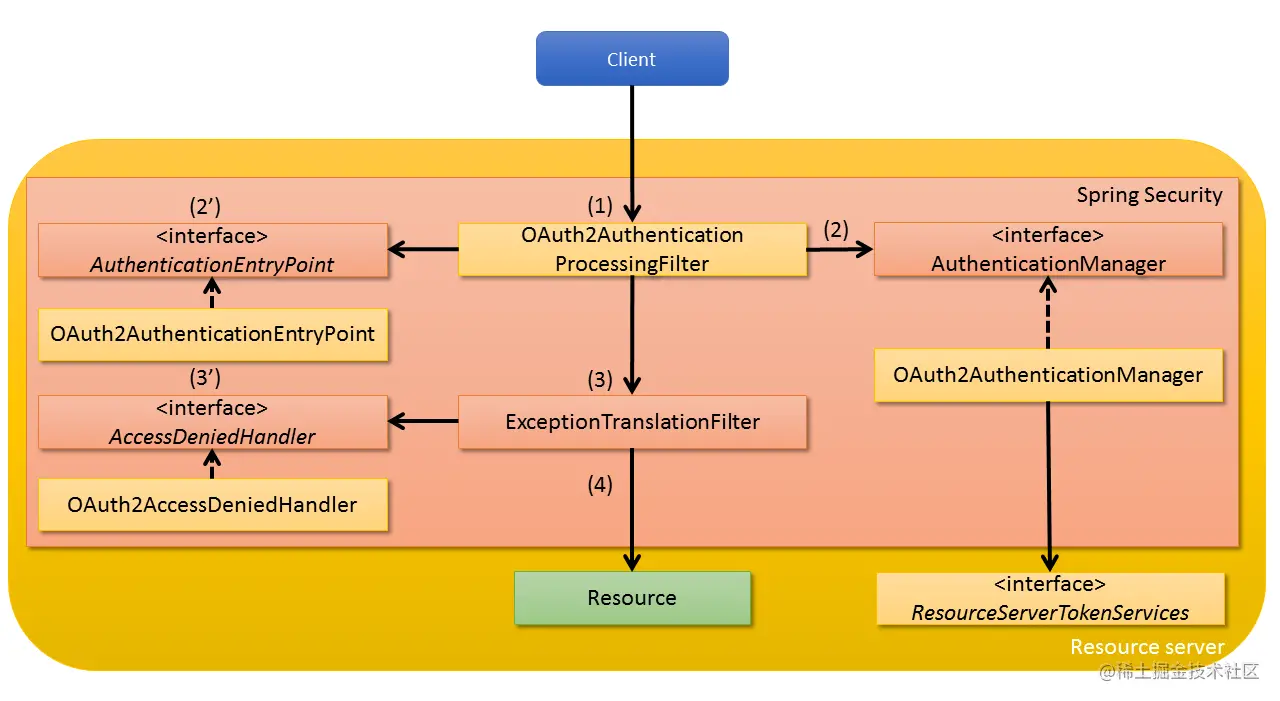 Client
Spring Security
(2’)
(1)
(2)
<interface>
AuthenticationEntryPoint
OAuth2Authentication
ProcessingFilter
<interface>
AuthenticationManager
OAuth2AuthenticationEntryPoint
OAuth2AuthenticationManager
(3’)
(3)
<interface>
AccessDeniedHandler
ExceptionTranslationFilter
OAuth2AccessDeniedHandler
(4)
Resource
<interface>
ResourceServerTokenServices
Resource server
@稀土掘金技术社区